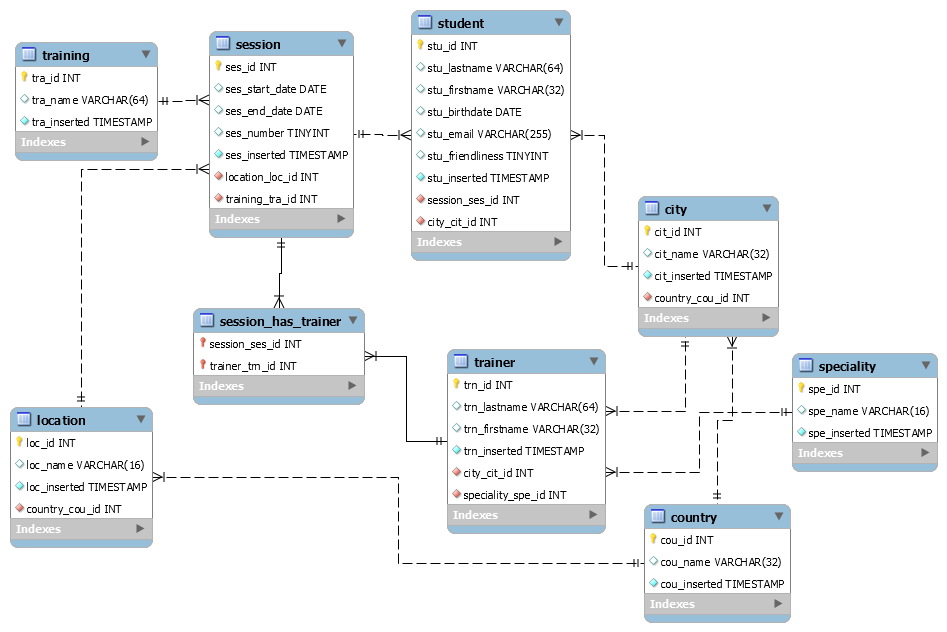 training
tra_id INT
tra_name VARCHAR(64)
tra_inserted TIMESTAMP
Indexes
session
ses_id INT
ses_start_date DATE
ses_end_date DATE
ses_number TINYINT
ses_inserted TIMESTAMP
location_loc_id INT
training_tra_id INT
Indexes
student
stu_id INT
stu_lastname VARCHAR(64)
stu_firstname VARCHAR(32)
stu_birthdate DATE
stu_email VARCHAR(255)
stu_friendliness TINYINT
stu_inserted TIMESTAMP
session_ses_id INT
city_cit_id INT
Indexes
city
cit_id INT
cit_name VARCHAR(32)
cit_inserted TIMESTAMP
country_cou_id INT
Indexes
session_has_trainer
session_ses_id INT
trainer_trn_id INT
Indexes
trainer
trn_id INT
trn_lastname VARCHAR(64)
trn_firstname VARCHAR(32)
trn_inserted TIMESTAMP
city_cit_id INT
speciality_spe_id INT
Indexes
speciality
spe_id INT
spe_name VARCHAR(16)
spe_inserted TIMESTAMP
Indexes
location
loc_id INT
loc_name VARCHAR(16)
loc_inserted TIMESTAMP
country_cou_id INT
Indexes
country
cou_id INT
cou_name VARCHAR(32)
cou_inserted TIMESTAMP
Indexes